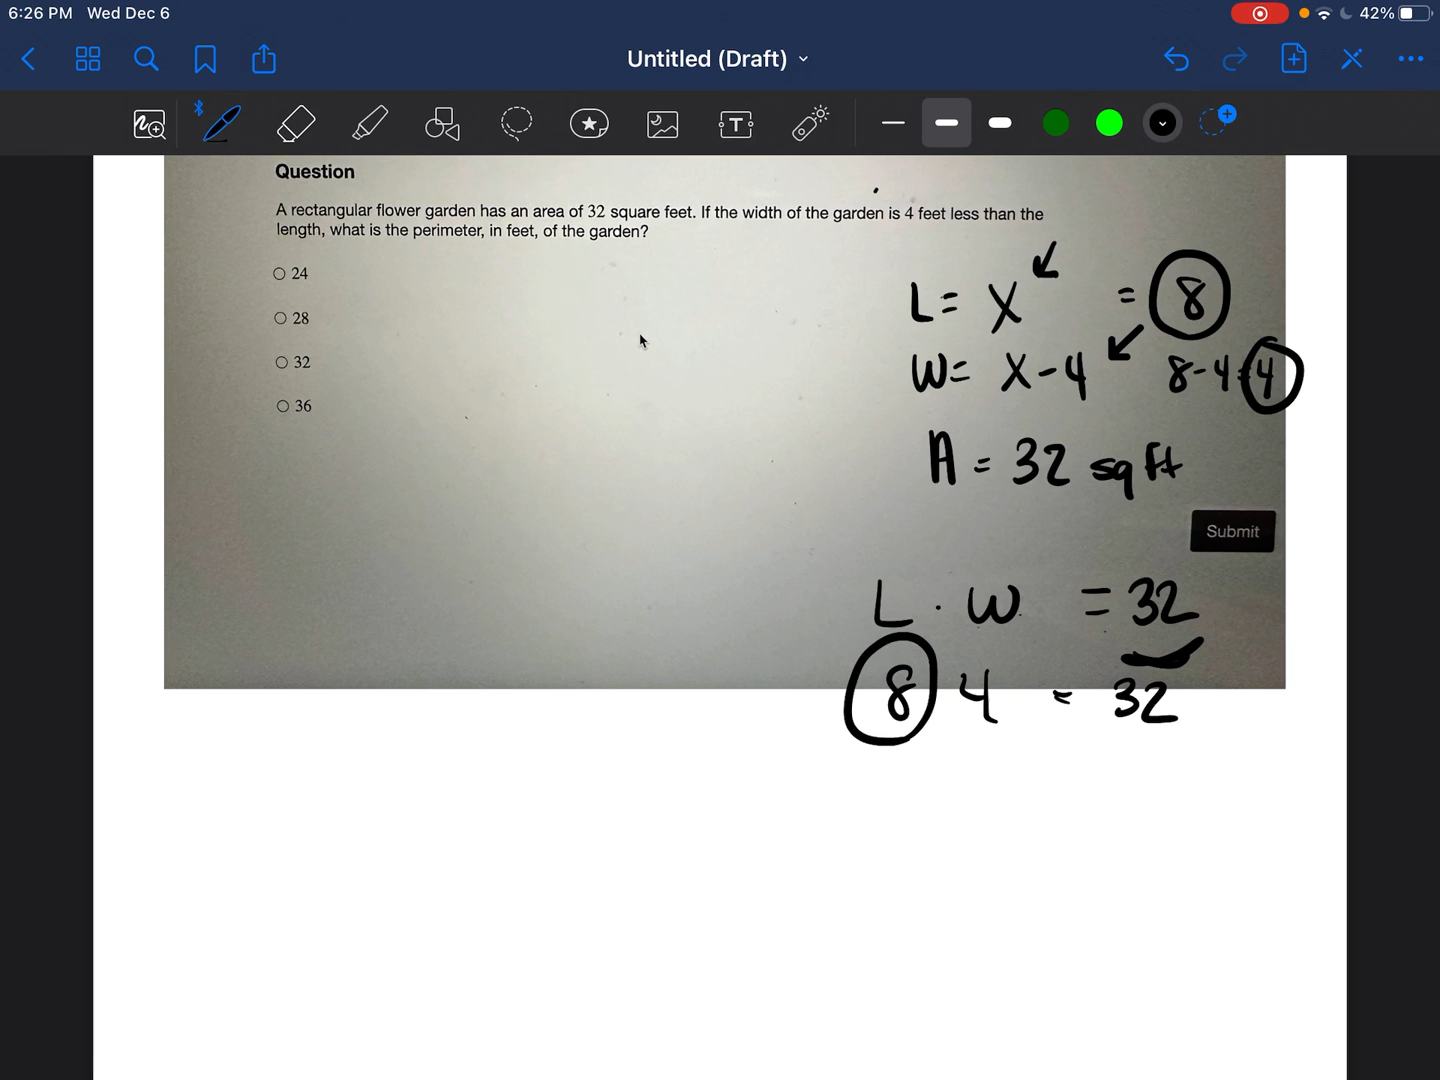 6:26 PM Wed Dec 6
42%
Untitled (Draft)
T
Question
A rectangular flower garden has an area of 32 square feet. If the width of the garden is 4 feet less than the
length, what is the perimeter, in feet, of the garden?
24
28
32
36
L = X = 8
W = X - 4 8 - 4 = 4
A = 32 sq ft
Submit
L · W = 32
8 4 = 32